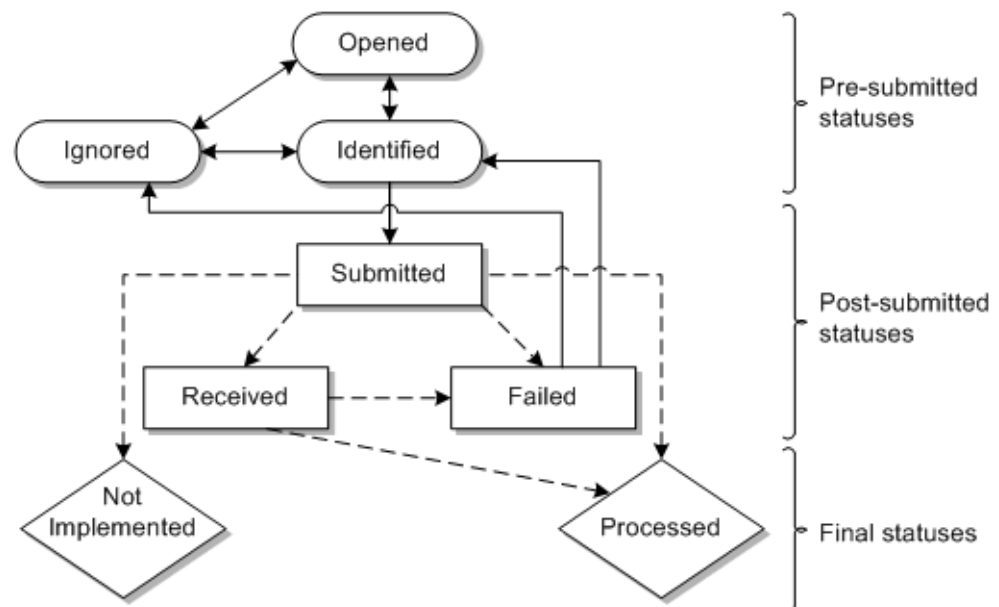 Opened
Pre-submitted
statuses
Ignored
Identified
Submitted
Post-submitted
statuses
Received
Failed
Not
Implemented
Processed
Final statuses